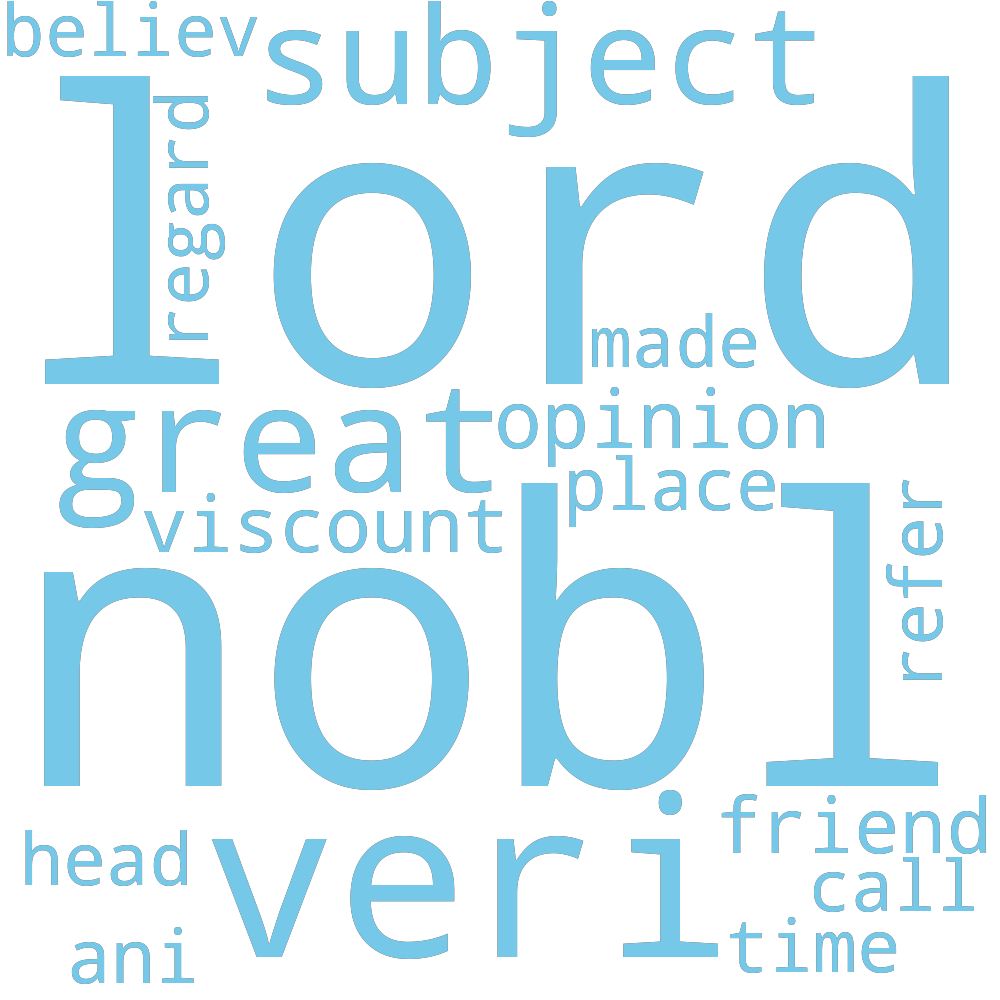 believ
subject
lord
regard
made
great
opinion
place
viscount
refer
nobl
veri
friend
head
call
time
ani